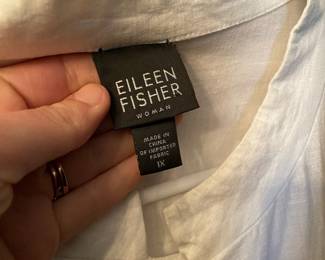 EILEEN
FISHER
WOMAN
MADE IN
CHINA
OF IMPORTED
FABRIC
1X